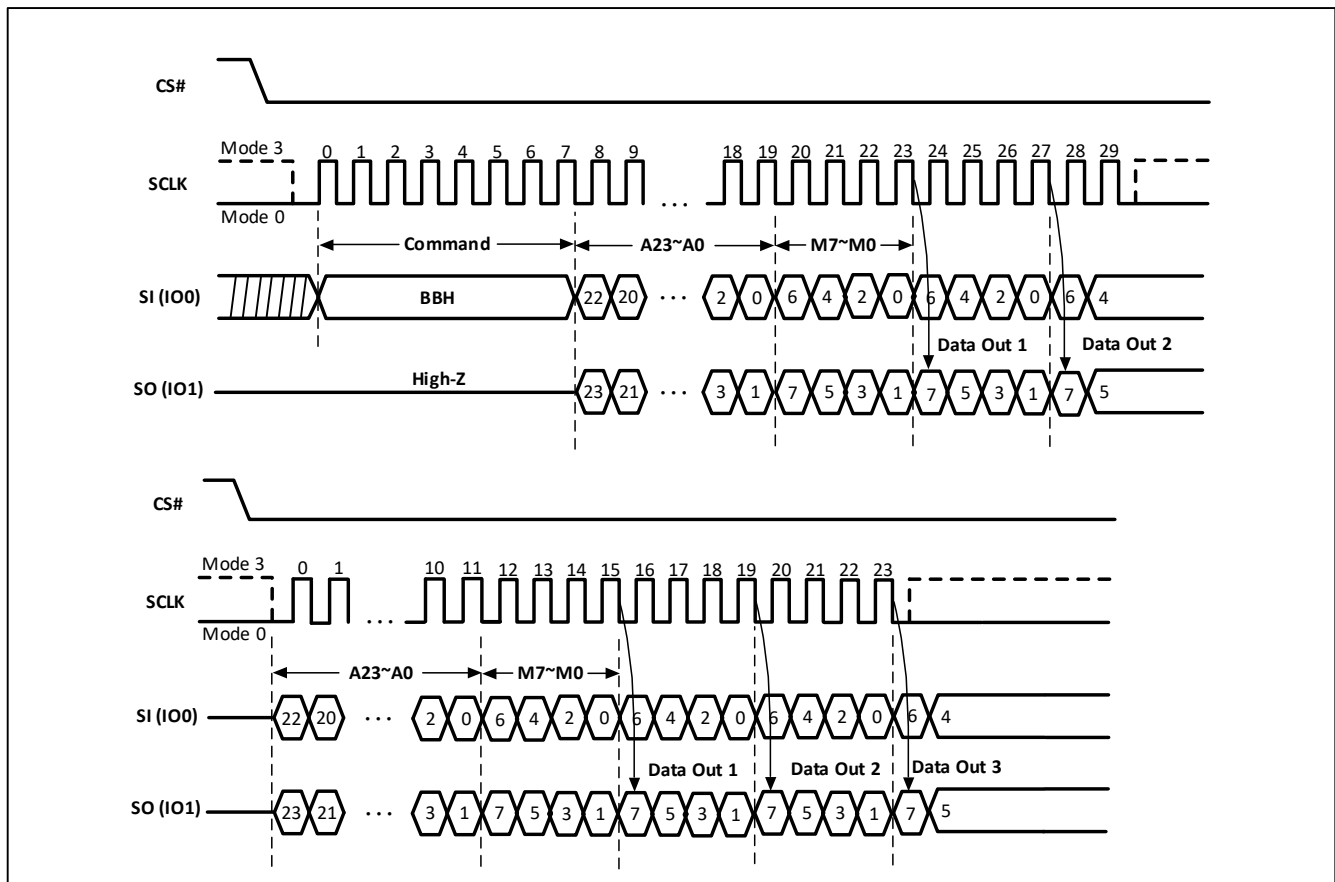 CS#
Mode 3
0 1 2 3 4 5 6 7 8 9 18 19 20 21 22 23 24 25 26 27 28 29
SCLK
...
Mode 0
Command A23~A0 M7~M0
SI (IO0) BBH 22 20 ... 2 0 6 4 2 0 6 4 2 0 6 4
Data Out 1 Data Out 2
SO (IO1) High-Z 23 21 ... 3 1 7 5 3 1 7 5 3 1 7 5
CS#
Mode 3
0 1 10 11 12 13 14 15 16 17 18 19 20 21 22 23
SCLK
...
Mode 0
A23~A0 M7~M0
SI (IO0) 22 20 ... 2 0 6 4 2 0 6 4 2 0 6 4 2 0 6 4
Data Out 1 Data Out 2 Data Out 3
SO (IO1) 23 21 ... 3 1 7 5 3 1 7 5 3 1 7 5 3 1 7 5